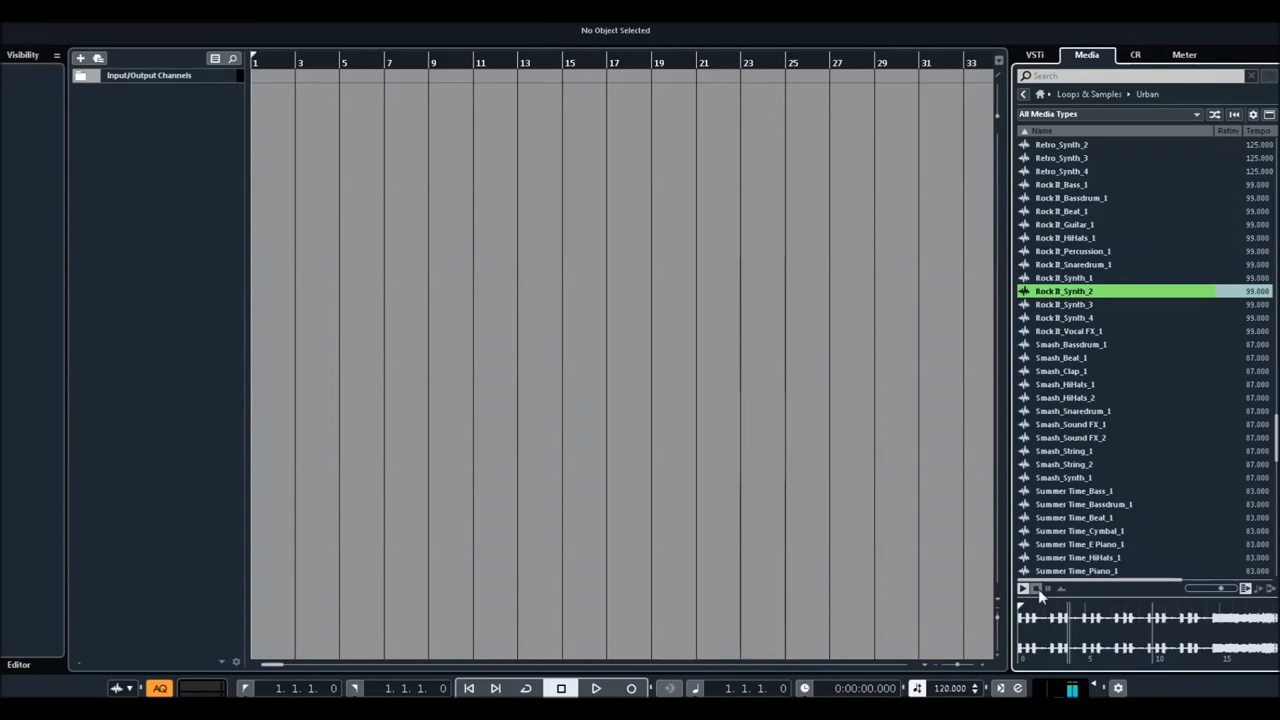 No Object Selected
Visibility
1 3 5 7 9 11 13 15 17 19 21 23 25 27 29 31 33
VSTi Media CR Meter
Input/Output Channels
Search
Loops & Samples Urban
All Media Types
Name Rating Tempo
Retro_Synth_2 125.000
Retro_Synth_3 125.000
Retro_Synth_4 125.000
Rock It_Bass_1 99.000
Rock It_Bassdrum_1 99.000
Rock It_Beat_1 99.000
Rock It_Guitar_1 99.000
Rock It_HiHats_1 99.000
Rock It_Percussion_1 99.000
Rock It_Snaredrum_1 99.000
Rock It_Synth_1 99.000
Rock It_Synth_2 99.000
Rock It_Synth_3 99.000
Rock It_Synth_4 99.000
Rock It_Vocal FX_1 99.000
Smash_Bassdrum_1 87.000
Smash_Beat_1 87.000
Smash_Clap_1 87.000
Smash_HiHats_1 87.000
Smash_HiHats_2 87.000
Smash_Snaredrum_1 87.000
Smash_Sound FX_1 87.000
Smash_Sound FX_2 87.000
Smash_String_1 87.000
Smash_String_2 87.000
Smash_Synth_1 87.000
Summer Time_Bass_1 83.000
Summer Time_Bassdrum_1 83.000
Summer Time_Beat_1 83.000
Summer Time_Cymbal_1 83.000
Summer Time_E Piano_1 83.000
Summer Time_HiHats_1 83.000
Summer Time_Piano_1 83.000
0 5 10 15
Editor
AQ 1. 1. 1. 0 1. 1. 1. 0 1. 1. 1. 0 0:00:00.000 120.000